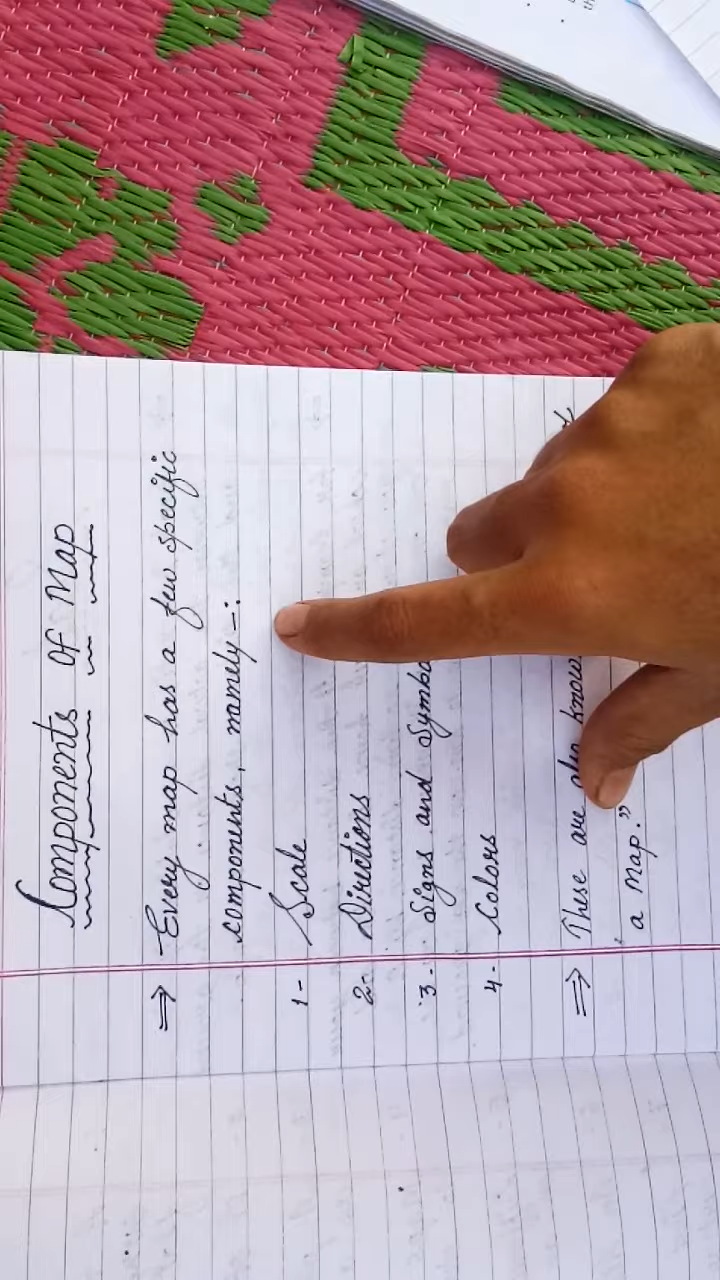 Components of Map
⇒ Every map has a few specific
components, namely -:
1- Scale
2- Directions
3- Signs and
4- Colors
⇒ These are also
a Map."